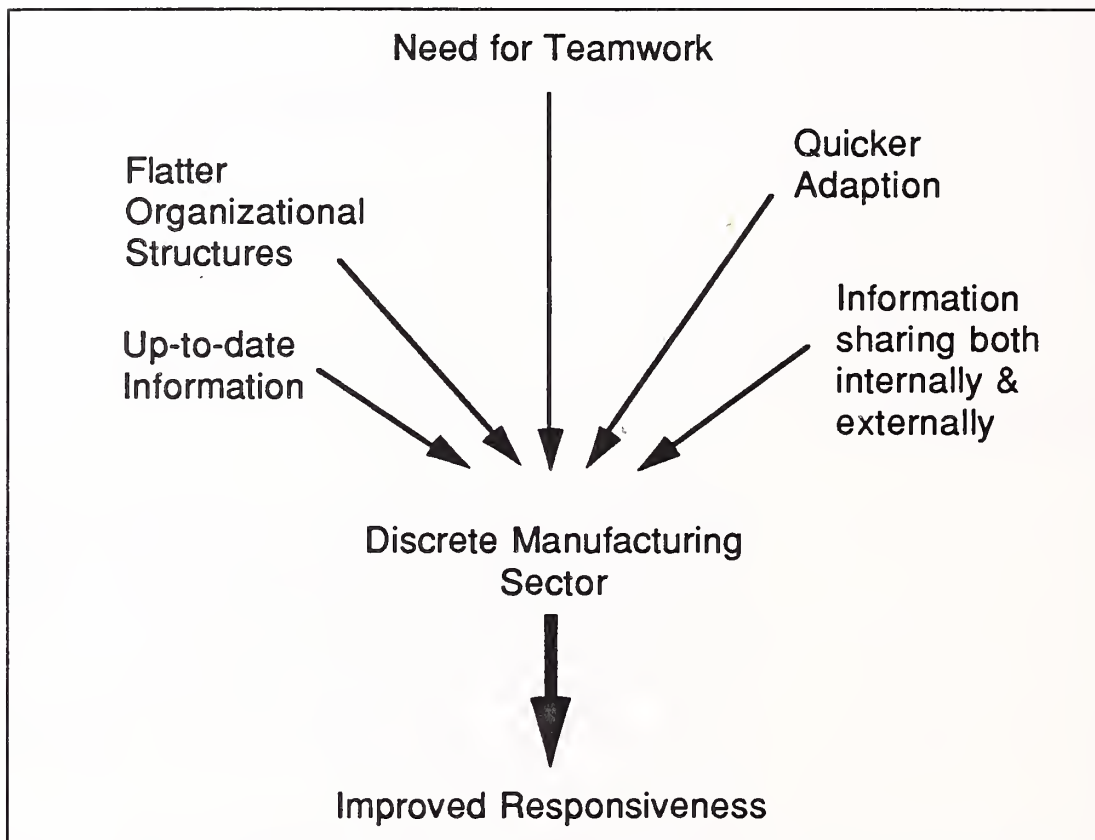 Need for Teamwork
Flatter
Organizational
Structures
Quicker
Adaption
Up-to-date
Information
Information
sharing both
internally &
externally
Discrete Manufacturing
Sector
Improved Responsiveness